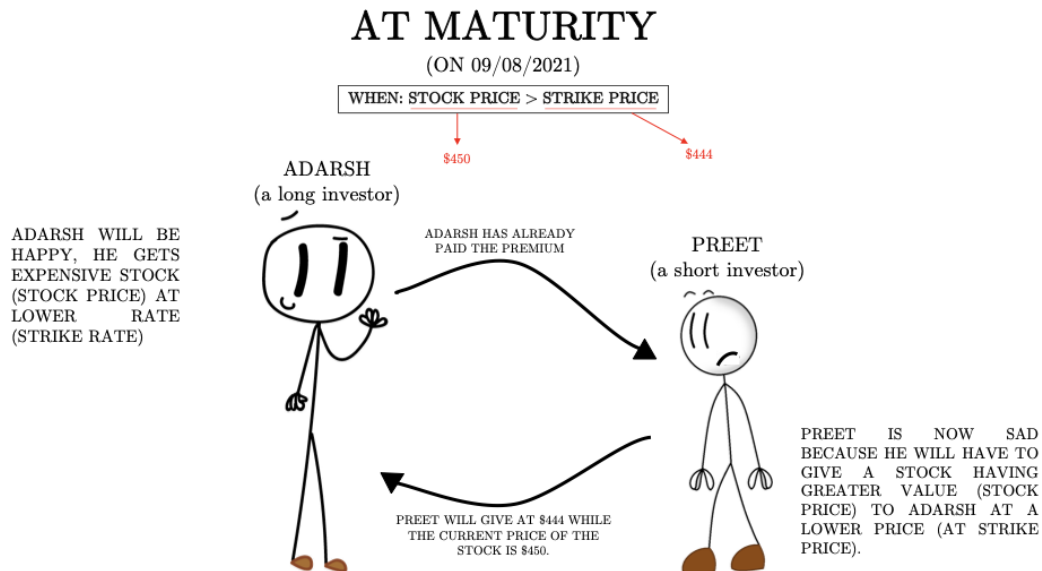 AT MATURITY
(ON 09/08/2021)
WHEN: STOCK PRICE > STRIKE PRICE
$450
$444
ADARSH
(a long investor)
ADARSH WILL BE
HAPPY, HE GETS
EXPENSIVE STOCK
(STOCK PRICE) AT
LOWER RATE
(STRIKE RATE)
ADARSH HAS ALREADY
PAID THE PREMIUM
PREET
(a short investor)
PREET WILL GIVE AT $444 WHILE
THE CURRENT PRICE OF THE
STOCK IS $450.
PREET IS NOW SAD
BECAUSE HE WILL HAVE TO
GIVE A STOCK HAVING
GREATER VALUE (STOCK
PRICE) TO ADARSH AT A
LOWER PRICE (AT STRIKE
PRICE).